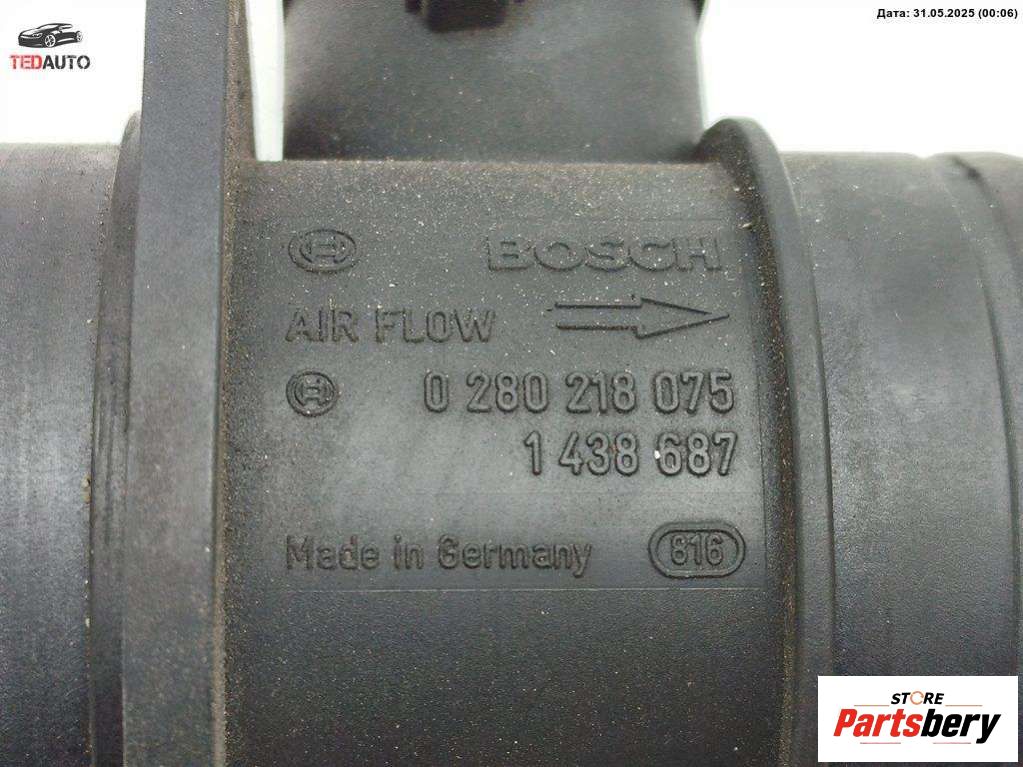 TEDAUTO
Дата: 31.05.2025 (00:06)
BOSCH
AIR FLOW
0 280 218 075
1 438 687
Made in Germany 816
STORE
Partsbery